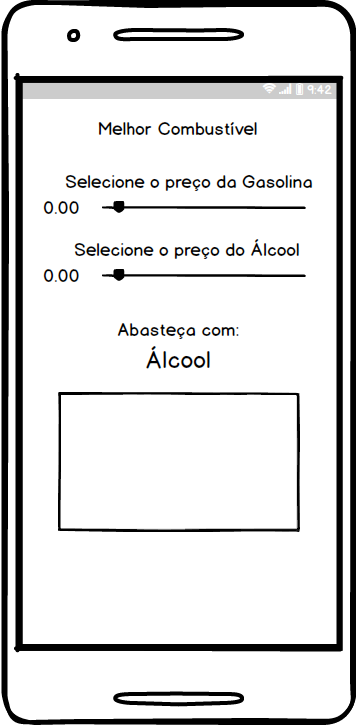 9:42
Melhor Combustível
Selecione o preço da Gasolina
0.00
Selecione o preço do Álcool
0.00
Abasteça com:
Álcool